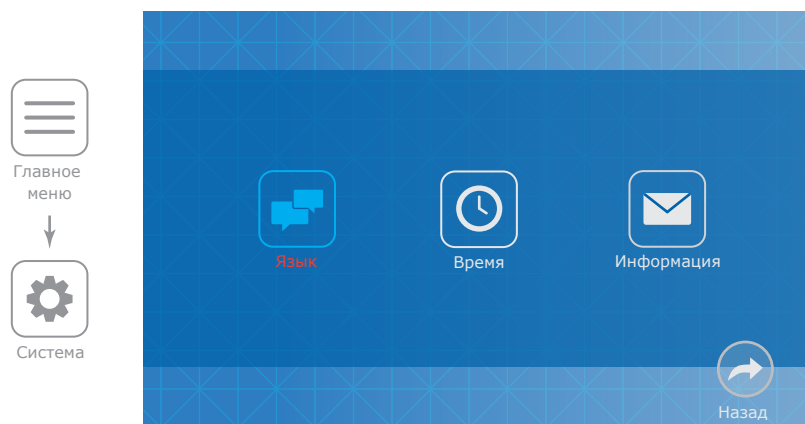 Главное
меню
Система
Язык
Время
Информация
Назад